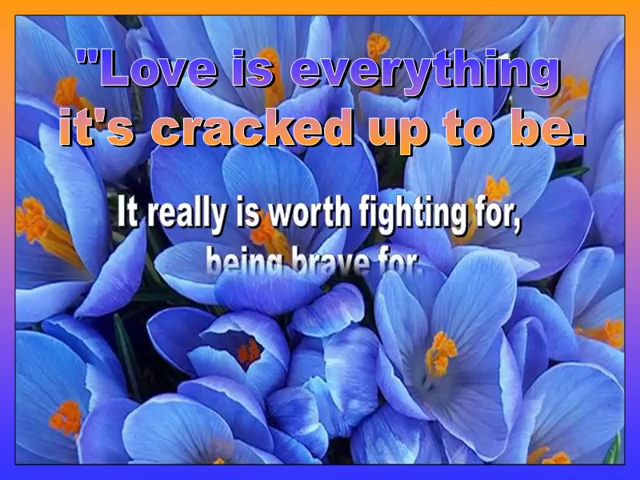 "Love is everything
it's cracked up to be.
It really is worth fighting for,
being brave for.